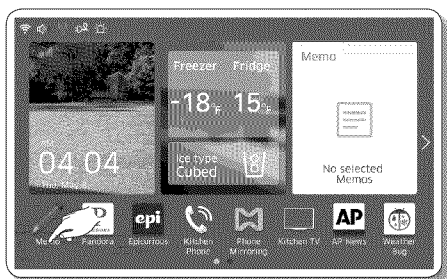 Memo
Freezer Fridge
-18°F 15°F
Ice type
Cubed
04 04
No selected
Memos
epi
AP
Memo Pandora Epicurious Kitchen Phone Kitchen TV AP News Weather
Phone Mirroring Bug